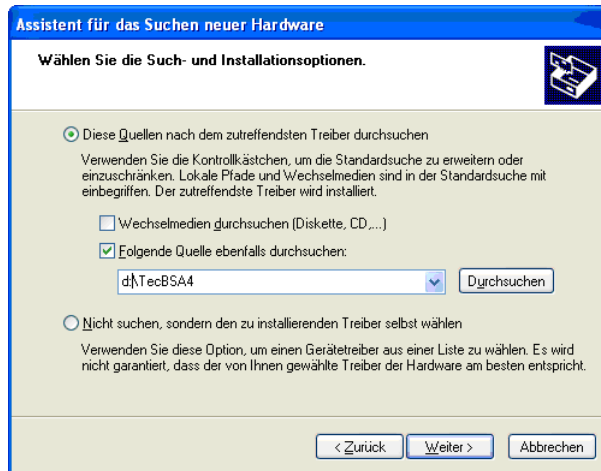 Assistent für das Suchen neuer Hardware
Wählen Sie die Such- und Installationsoptionen.
Diese Quellen nach dem zutreffendsten Treiber durchsuchen
Verwenden Sie die Kontrollkästchen, um die Standardsuche zu erweitern oder
einzuschränken. Lokale Pfade und Wechselmedien sind in der Standardsuche mit
einbegriffen. Der zutreffendste Treiber wird installiert.
Wechselmedien durchsuchen (Diskette, CD,...)
Folgende Quelle ebenfalls durchsuchen:
d:\TecBSA4
Durchsuchen
Nicht suchen, sondern den zu installierenden Treiber selbst wählen
Verwenden Sie diese Option, um einen Gerätetreiber aus einer Liste zu wählen. Es wird
nicht garantiert, dass der von Ihnen gewählte Treiber der Hardware am besten entspricht.
< Zurück
Weiter >
Abbrechen